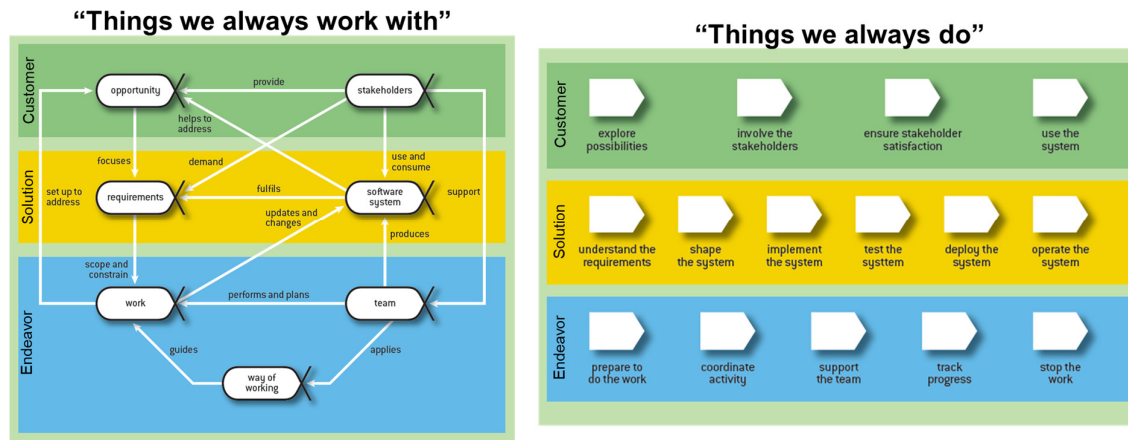 “Things we always work with”
Customer
opportunity
provide
stakeholders
helps to
address
focuses
demand
use and
consume
Solution
set up to
address
requirements
fulfils
software
system
support
updates and
changes
produces
scope and
constrain
Endeavor
work
performs and plans
team
guides
applies
way of
working
“Things we always do”
Customer
explore
possibilities
involve the
stakeholders
ensure stakeholder
satisfaction
use the
system
Solution
understand the
requirements
shape
the system
implement
the system
test the
systtem
deploy the
system
operate the
system
Endeavor
prepare to
do the work
coordinate
activity
support
the team
track
progress
stop the
work